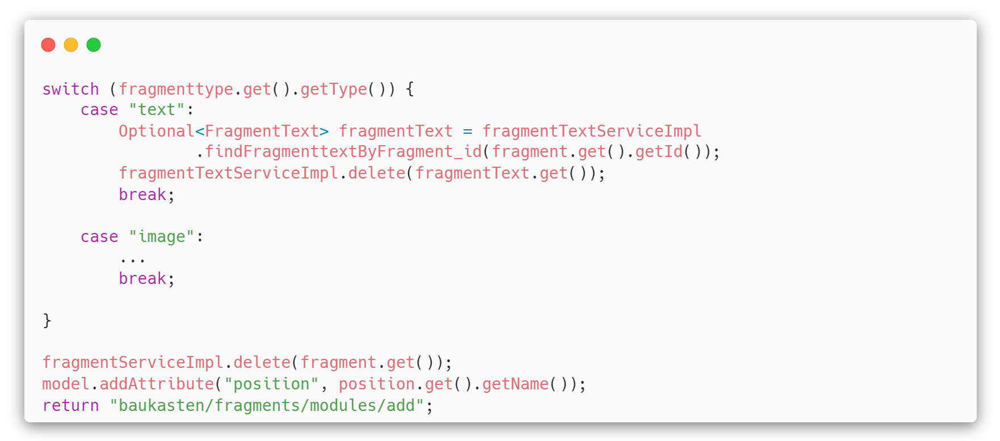 switch (fragmenttype.get().getType()) {
    case "text":
        Optional<FragmentText> fragmentText = fragmentTextServiceImpl
                .findFragmenttextByFragment_id(fragment.get().getId());
        fragmentTextServiceImpl.delete(fragmentText.get());
        break;

    case "image":
        ...
        break;

}

fragmentServiceImpl.delete(fragment.get());
model.addAttribute("position", position.get().getName());
return "baukasten/fragments/modules/add";